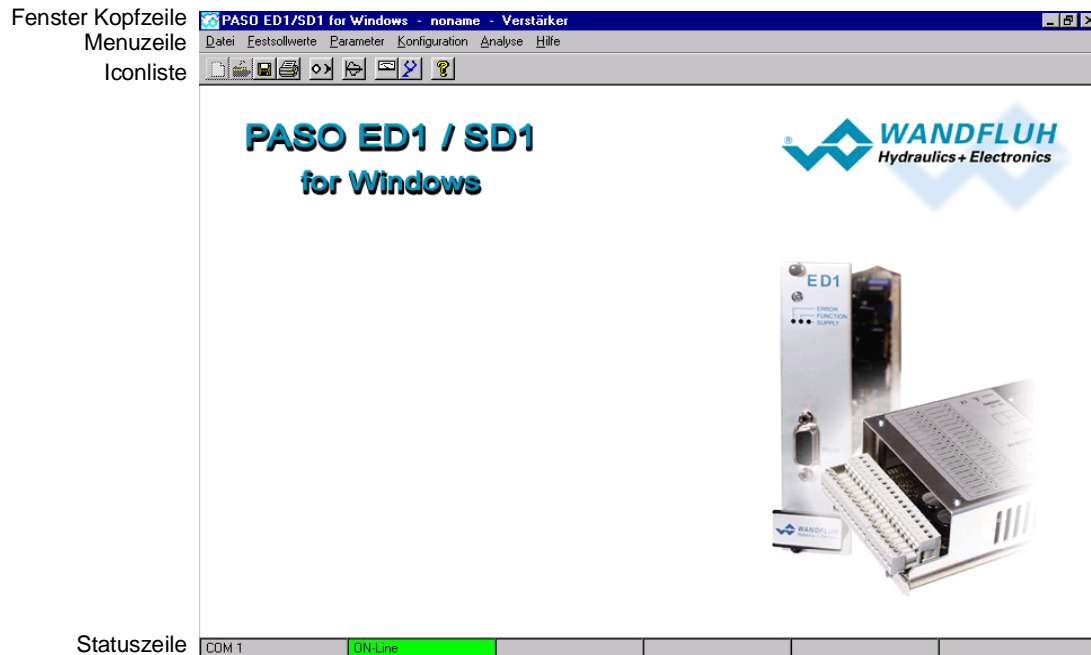 Fenster Kopfzeile
PASO ED1/SD1 for Windows - noname - Verstärker
Menuzeile
Datei Festsollwerte Parameter Konfiguration Analyse Hilfe
Iconliste
PASO ED1 / SD1
for Windows
® WANDFLUH
Hydraulics + Electronics
ED1
ERROR
FUNCTION
SUPPLY
WANDFLUH
Statuszeile
COM 1
ON-Line